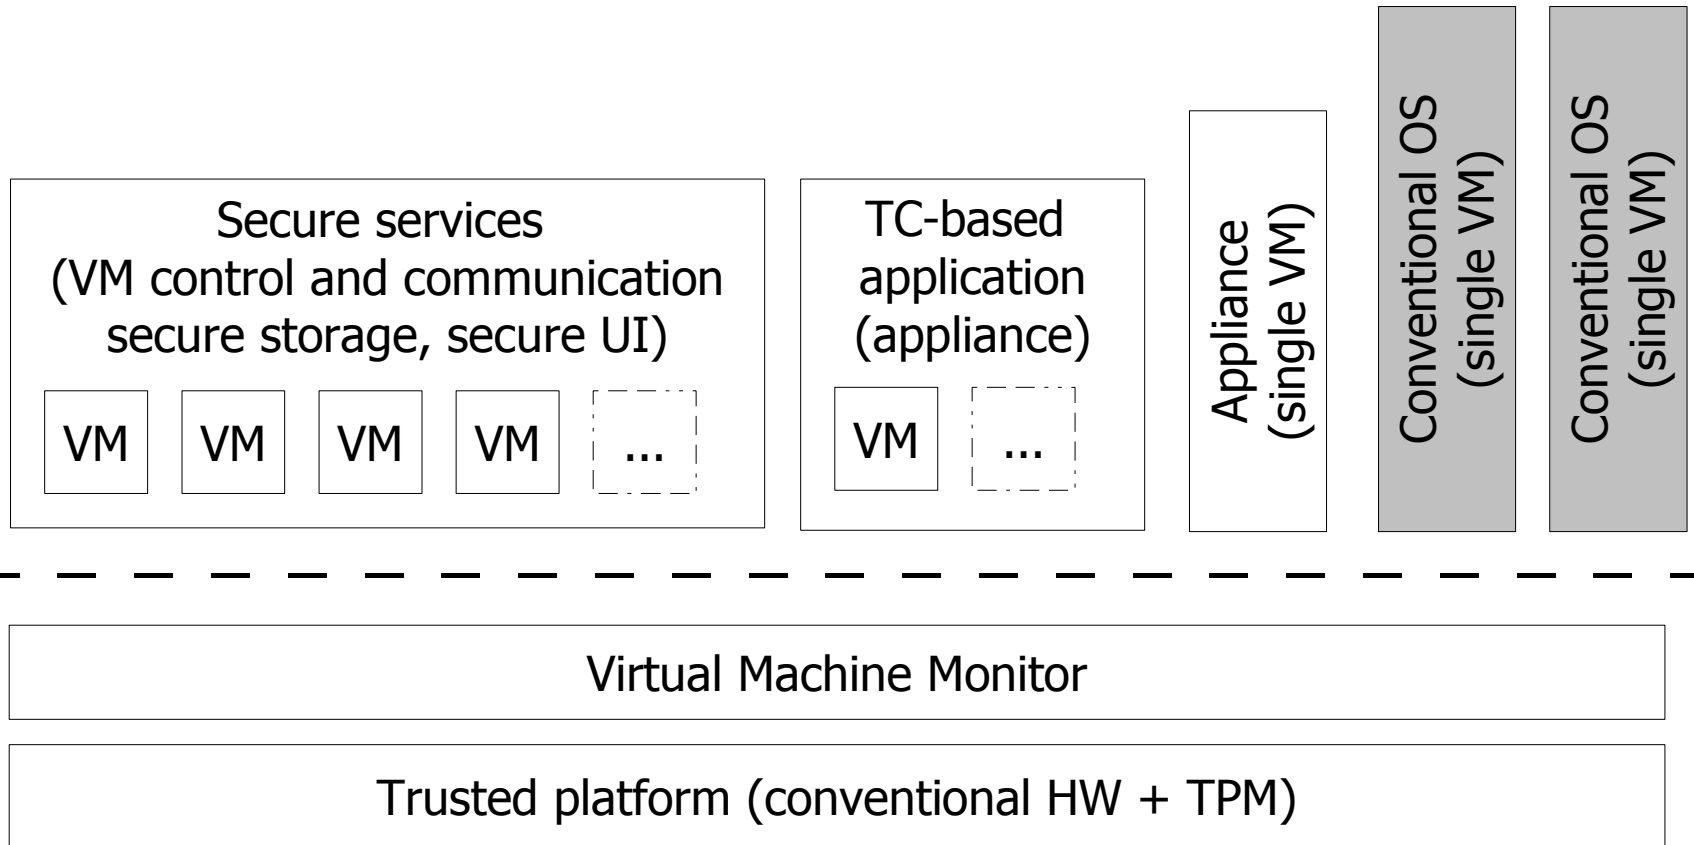 Secure services
(VM control and communication
secure storage, secure UI)
VM
VM
VM
VM
...
TC-based
application
(appliance)
VM
...
Appliance
(single VM)
Conventional OS
(single VM)
Conventional OS
(single VM)
Virtual Machine Monitor
Trusted platform (conventional HW + TPM)